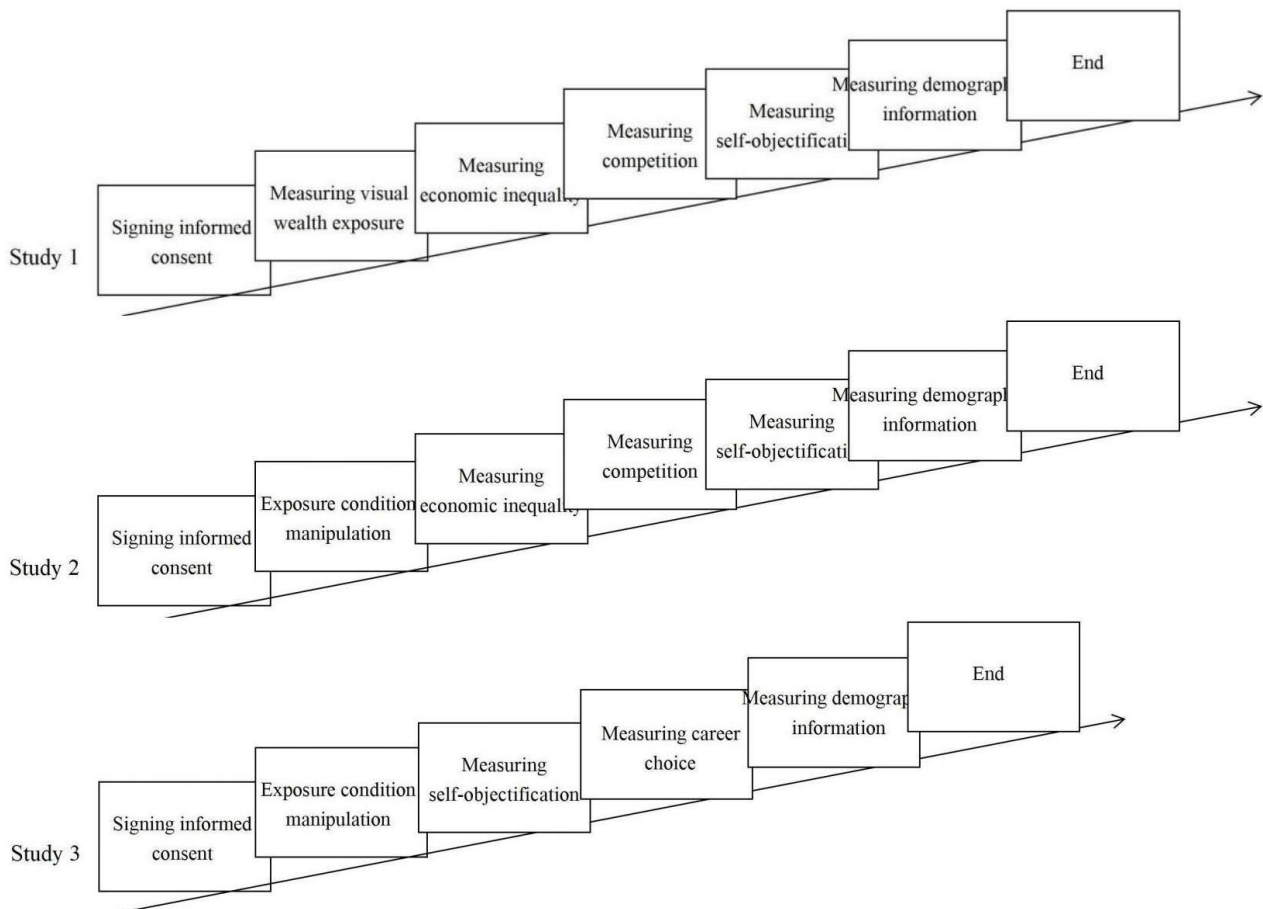 Study 1
Signing informed
consent
Measuring visual
wealth exposure
Measuring
economic inequality
Measuring
competition
Measuring
self-objectificati
Measuring demograph
information
End
Study 2
Signing informed
consent
Exposure condition
manipulation
Measuring
economic inequality
Measuring
competition
Measuring
self-objectificati
Measuring demograph
information
End
Study 3
Signing informed
consent
Exposure condition
manipulation
Measuring
self-objectification
Measuring career
choice
Measuring demograp
information
End